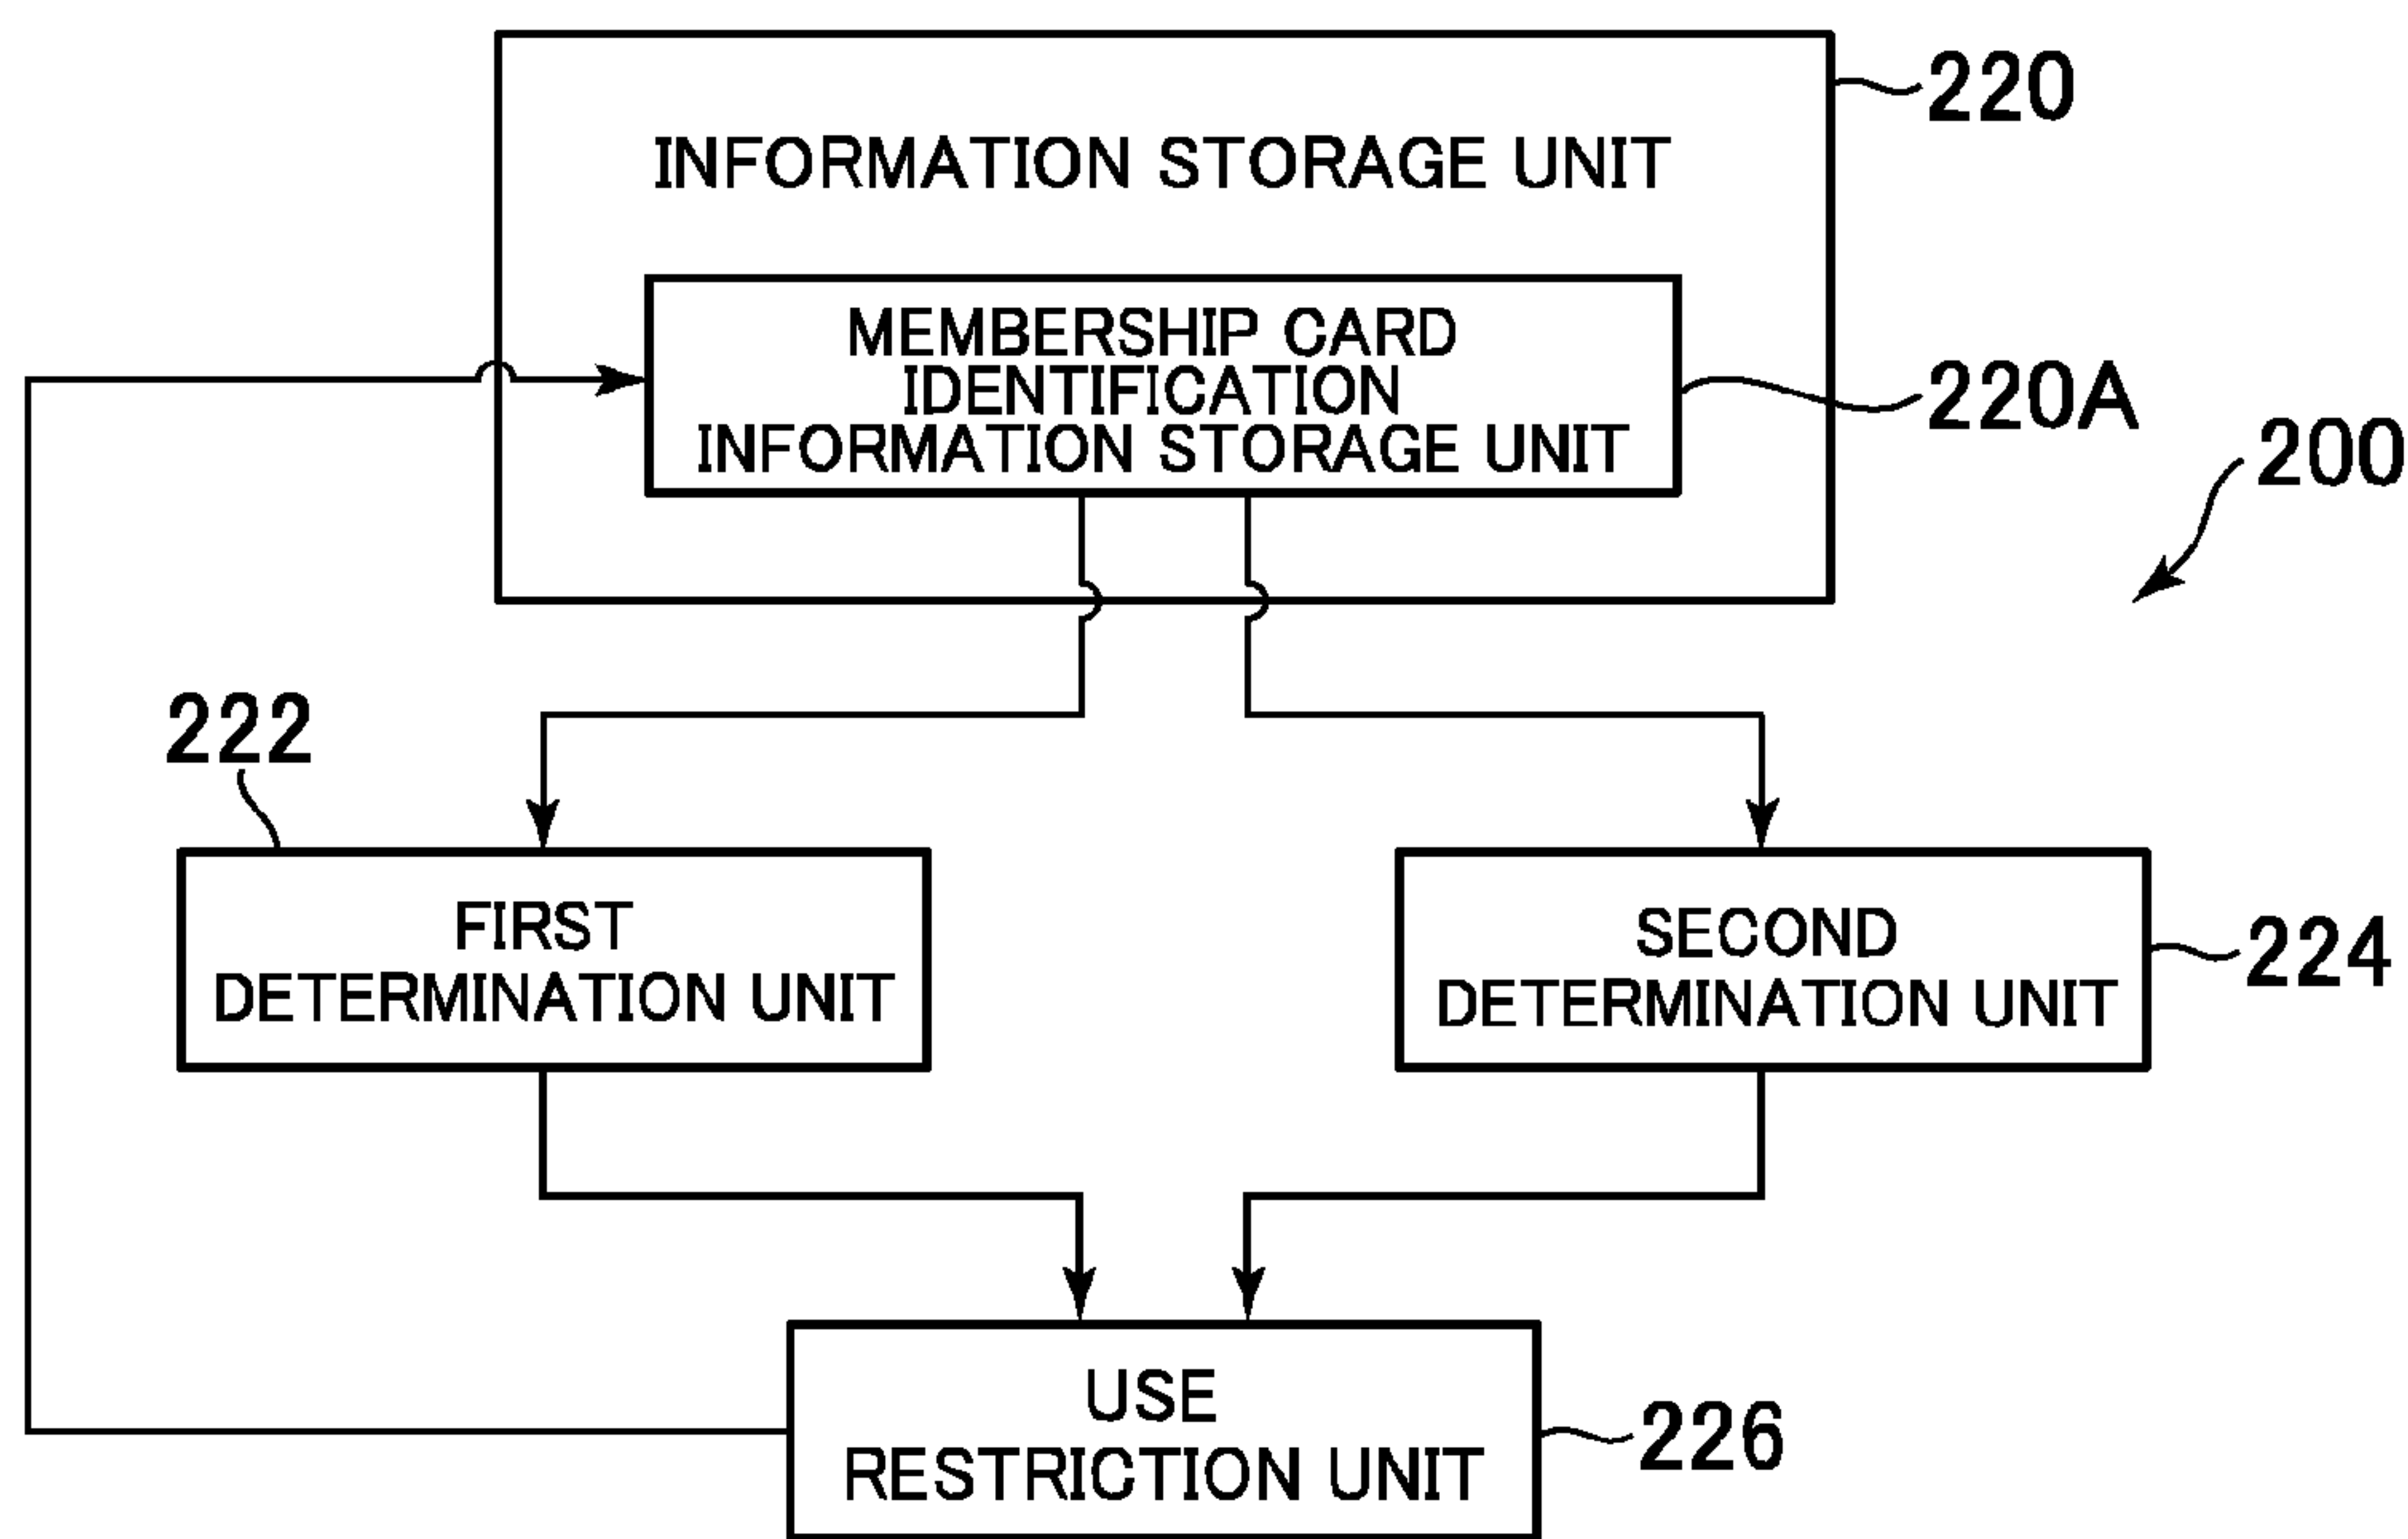 220
INFORMATION STORAGE UNIT
MEMBERSHIP CARD
IDENTIFICATION
INFORMATION STORAGE UNIT
220A
200
222
FIRST
DETERMINATION UNIT
SECOND
DETERMINATION UNIT
224
USE
RESTRICTION UNIT
226